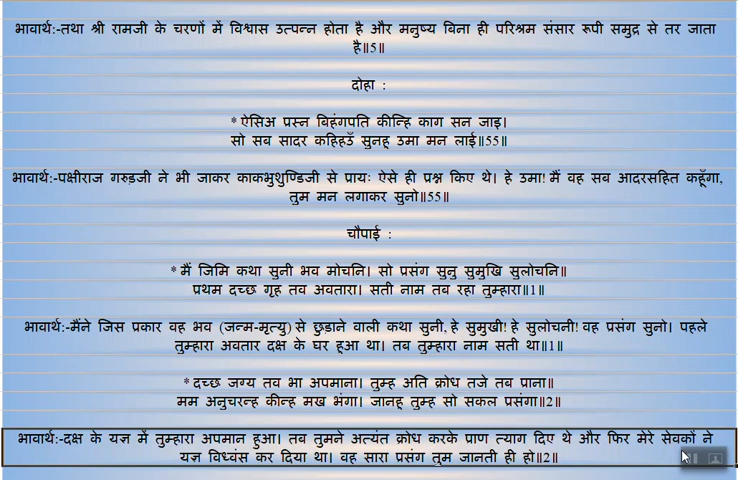 भावार्थ:-तथा श्री रामजी के चरणों में विश्वास उत्पन्न होता है और मनुष्य बिना ही परिश्रम संसार रूपी समुद्र से तर जाता
है॥5॥
दोहा :
* ऐसिअ प्रस्न बिहंगपति कीन्हि काग सन जाइ।
सो सब सादर कहिहउँ सुनहू उमा मन लाई॥55॥
भावार्थ:-पक्षीराज गरुड़जी ने भी जाकर काकभुशुण्डिजी से प्रायः ऐसे ही प्रश्न किए थे। हे उमा! मैं वह सब आदरसहित कहूँगा,
तुम मन लगाकर सुनो॥55॥
चौपाई :
* मैं जिमि कथा सुनी भव मोचनि। सो प्रसंग सुनु सुमुखि सुलोचनि॥
प्रथम दच्छ गृह तव अवतारा। सती नाम तब रहा तुम्हारा॥1॥
भावार्थ:-मैंने जिस प्रकार वह भव (जन्म-मृत्यु) से छुड़ाने वाली कथा सुनी, हे सुमुखी! हे सुलोचनी! वह प्रसंग सुनो। पहले
तुम्हारा अवतार दक्ष के घर हुआ था। तब तुम्हारा नाम सती था॥1॥
* दच्छ जग्य तव भा अपमाना। तुम्ह अति क्रोध तजे तब प्राना॥
मम अनुचरन्ह कीन्ह मख भंगा। जानहू तुम्ह सो सकल प्रसंगा॥2॥
भावार्थ:-दक्ष के यज्ञ में तुम्हारा अपमान हुआ। तब तुमने अत्यंत क्रोध करके प्राण त्याग दिए थे और फिर मेरे सेवकों ने
यज्ञ विध्वंस कर दिया था। वह सारा प्रसंग तुम जानती ही हो॥2॥